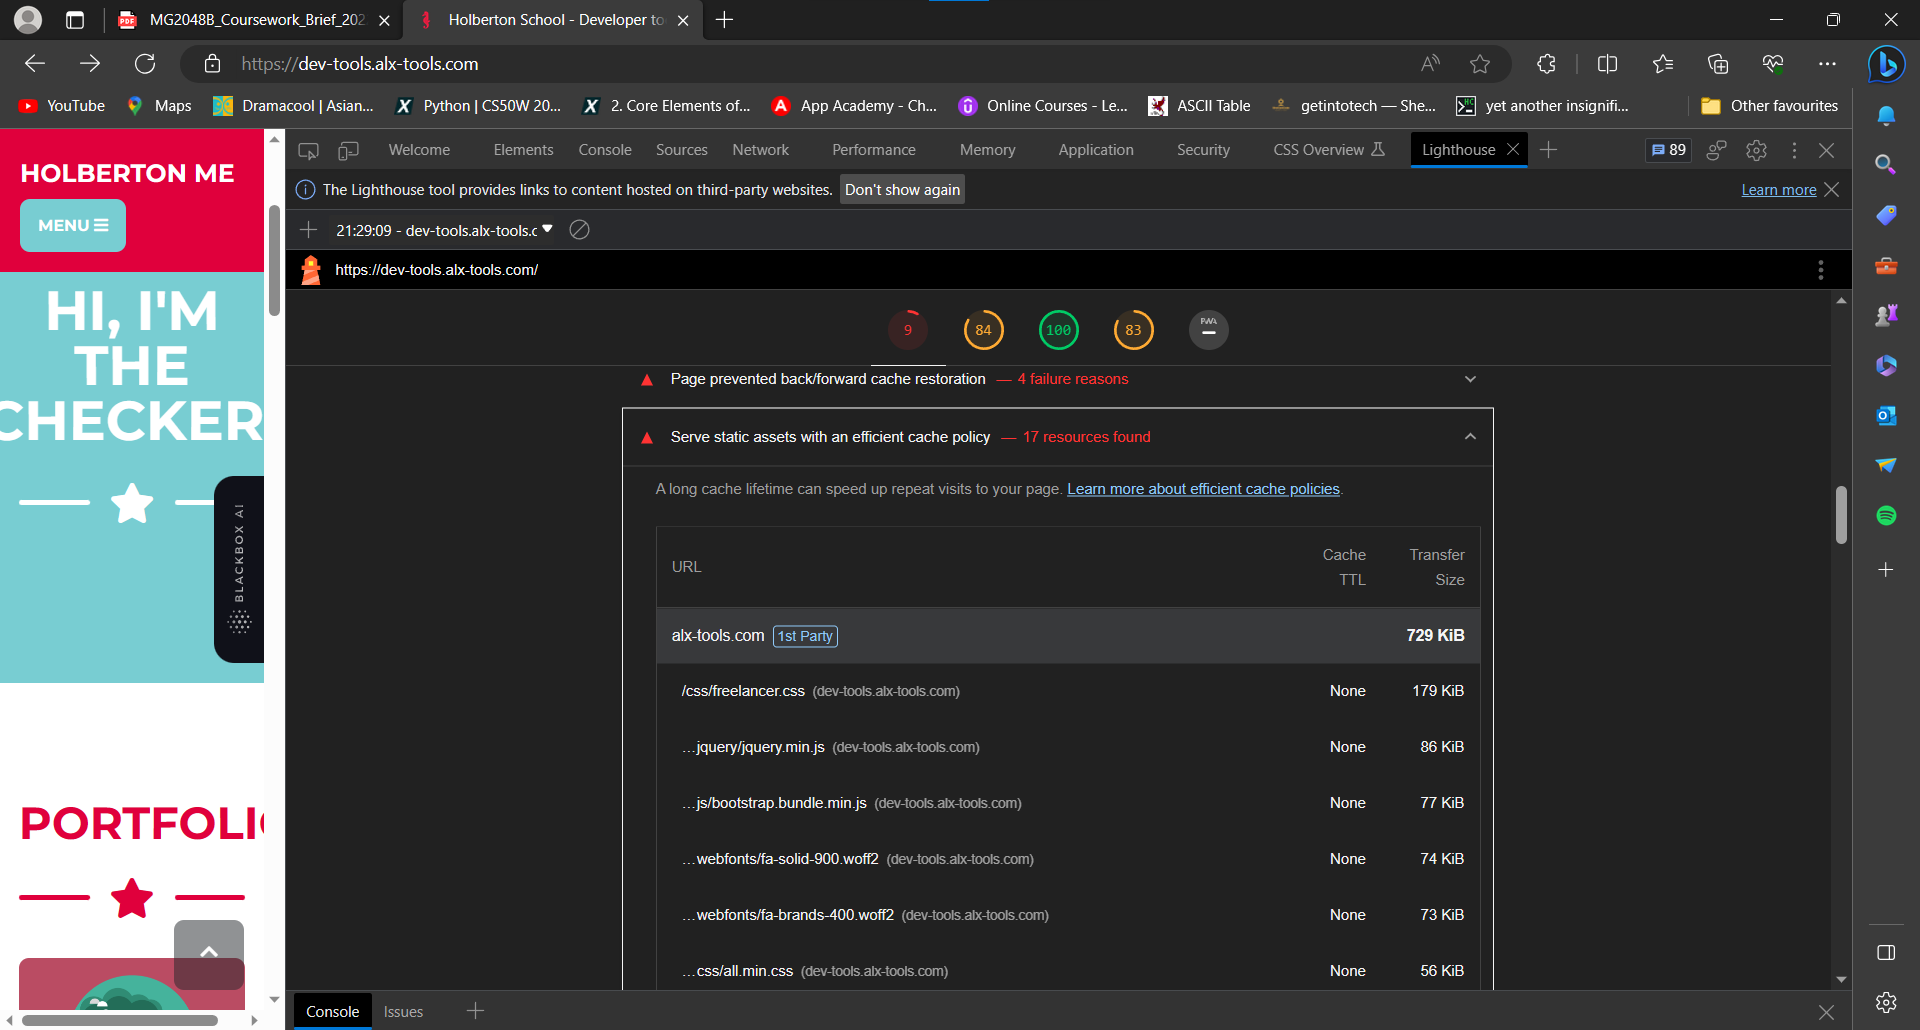 MG2048B_Coursework_Brief_202
Holberton School - Developer to
https://dev-tools.alx-tools.com
YouTube
Maps
Dramacool | Asian...
Python | CS50W 20...
2. Core Elements of...
App Academy - Ch...
Online Courses - Le...
ASCII Table
getintotech — She...
yet another insignifi...
Other favourites
HOLBERTON ME
MENU
HI, I'M
THE
CHECKER
BLACKBOX AI
PORTFOLI
Welcome
Elements
Console
Sources
Network
Performance
Memory
Application
Security
CSS Overview
Lighthouse
89
The Lighthouse tool provides links to content hosted on third-party websites.
Don't show again
Learn more
21:29:09 - dev-tools.alx-tools.c
https://dev-tools.alx-tools.com/
9
84
100
83
PWA
Page prevented back/forward cache restoration — 4 failure reasons
Serve static assets with an efficient cache policy — 17 resources found
A long cache lifetime can speed up repeat visits to your page. Learn more about efficient cache policies.
URL
Cache TTL
Transfer Size
alx-tools.com 1st Party 729 KiB
/css/freelancer.css (dev-tools.alx-tools.com) None 179 KiB
…jquery/jquery.min.js (dev-tools.alx-tools.com) None 86 KiB
…js/bootstrap.bundle.min.js (dev-tools.alx-tools.com) None 77 KiB
…webfonts/fa-solid-900.woff2 (dev-tools.alx-tools.com) None 74 KiB
…webfonts/fa-brands-400.woff2 (dev-tools.alx-tools.com) None 73 KiB
…css/all.min.css (dev-tools.alx-tools.com) None 56 KiB
Console
Issues